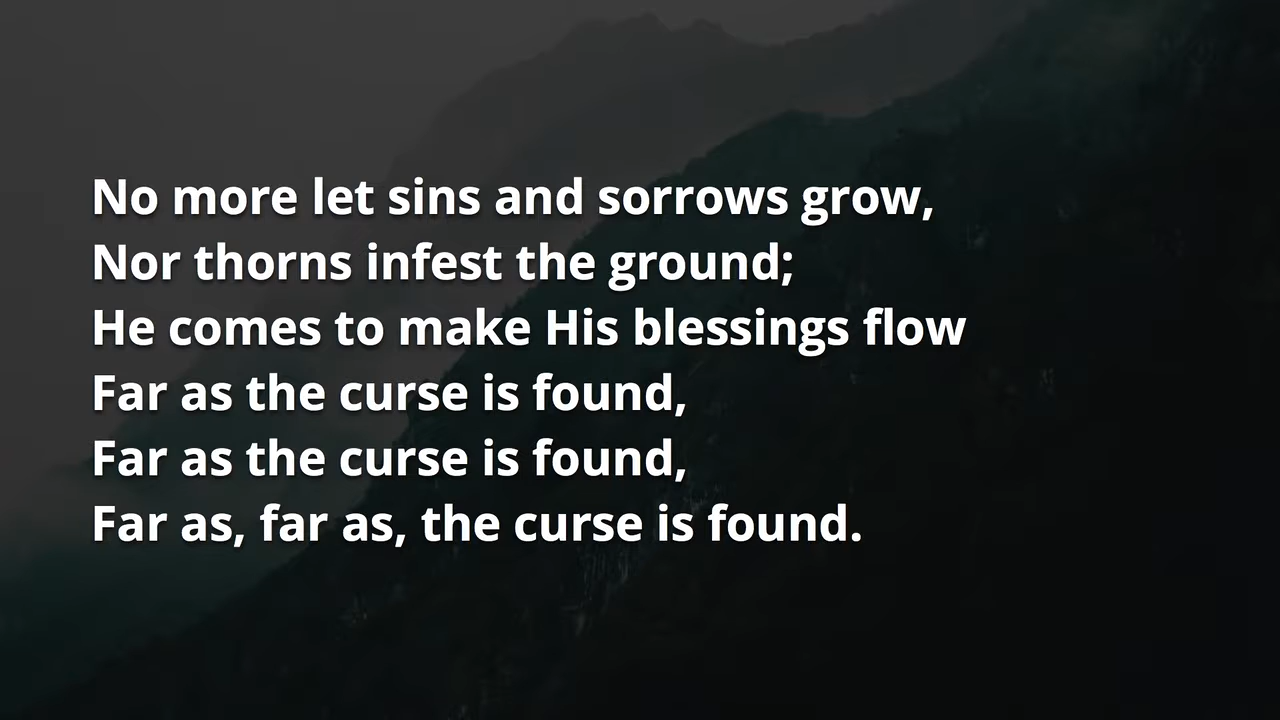 No more let sins and sorrows grow,
Nor thorns infest the ground;
He comes to make His blessings flow
Far as the curse is found,
Far as the curse is found,
Far as, far as, the curse is found.